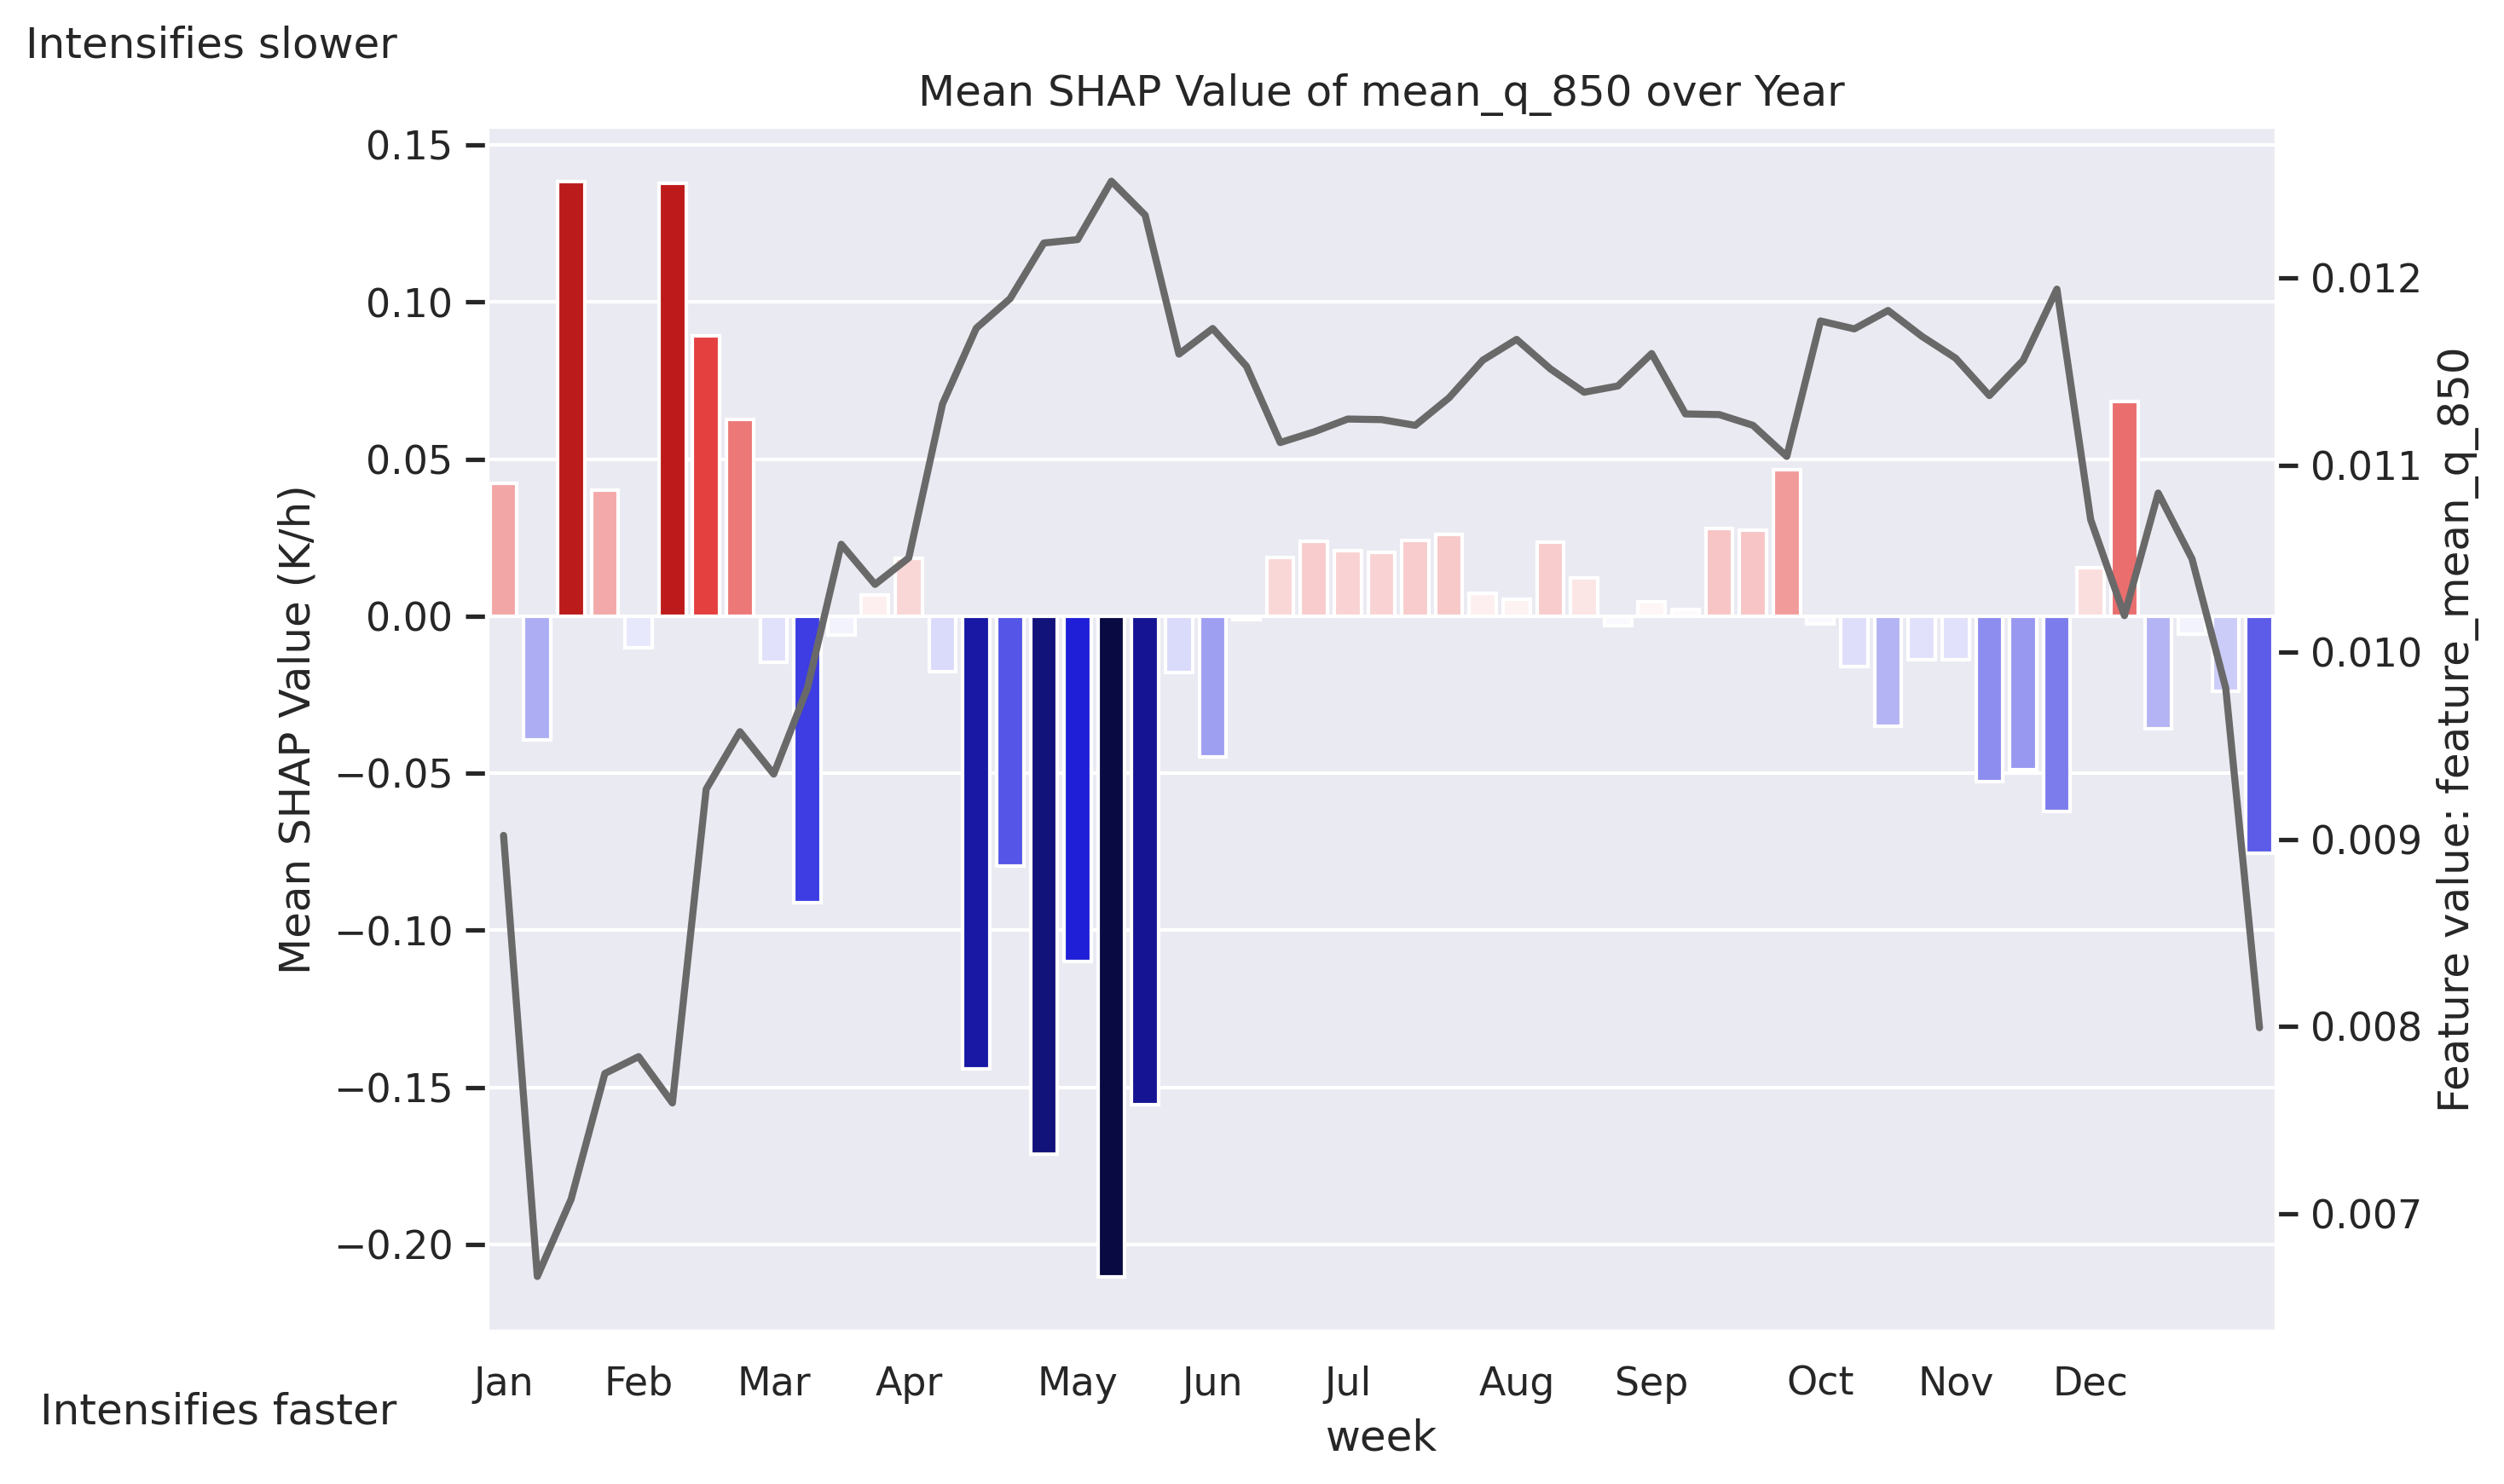 Intensifies slower
Mean SHAP Value of mean_q_850 over Year
Mean SHAP Value (K/h)
0.15
0.10
0.05
0.00
−0.05
−0.10
−0.15
−0.20
0.012
0.011
0.010
0.009
0.008
0.007
Feature value: feature_mean_q_850
Jan Feb Mar Apr May Jun Jul Aug Sep Oct Nov Dec
week
Intensifies faster